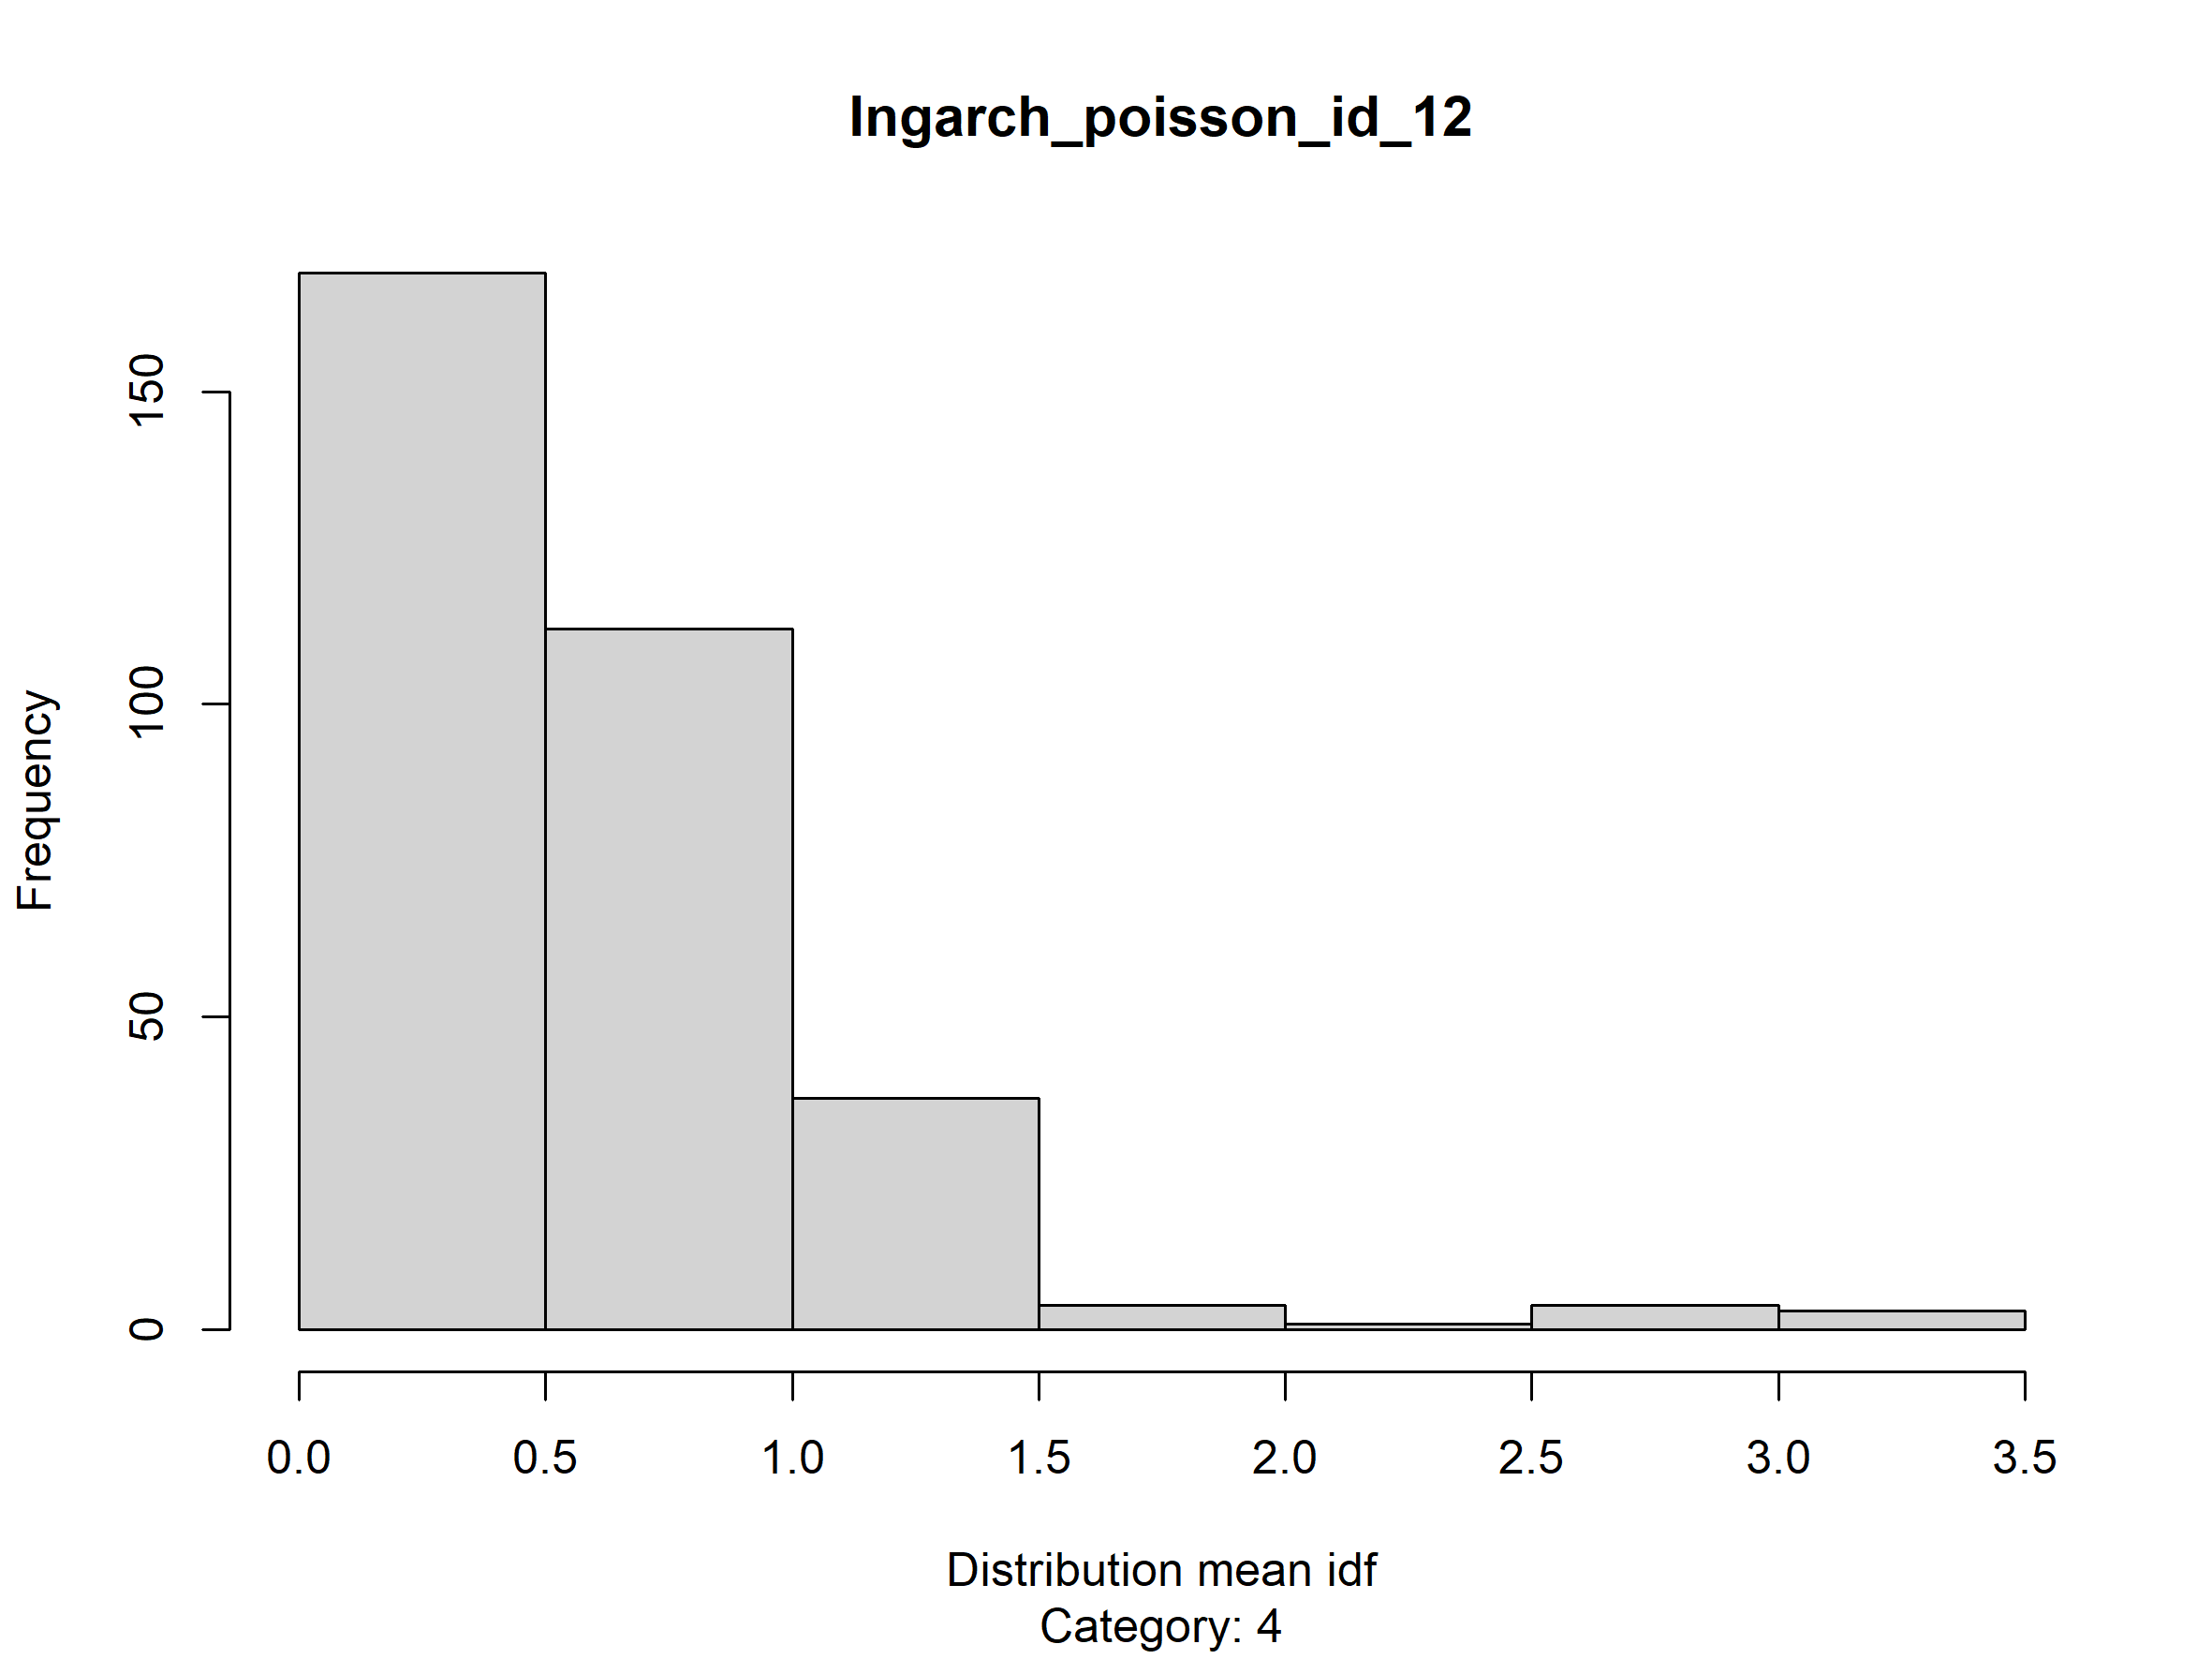 Ingarch_poisson_id_12
Frequency
150
100
50
0
0.0 0.5 1.0 1.5 2.0 2.5 3.0 3.5
Distribution mean idf
Category: 4